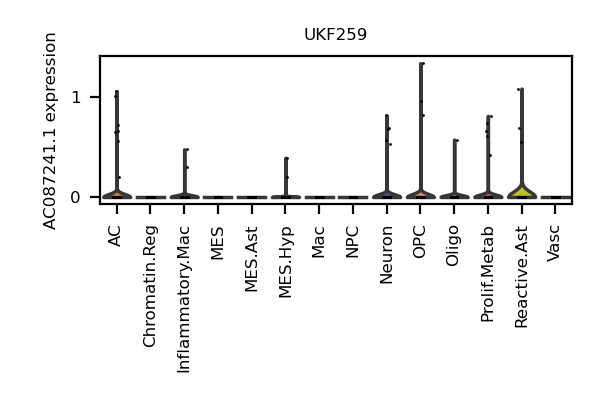 UKF259
AC087241.1 expression
1
0
AC
Chromatin.Reg
Inflammatory.Mac
MES
MES.Ast
MES.Hyp
Mac
NPC
Neuron
OPC
Oligo
Prolif.Metab
Reactive.Ast
Vasc